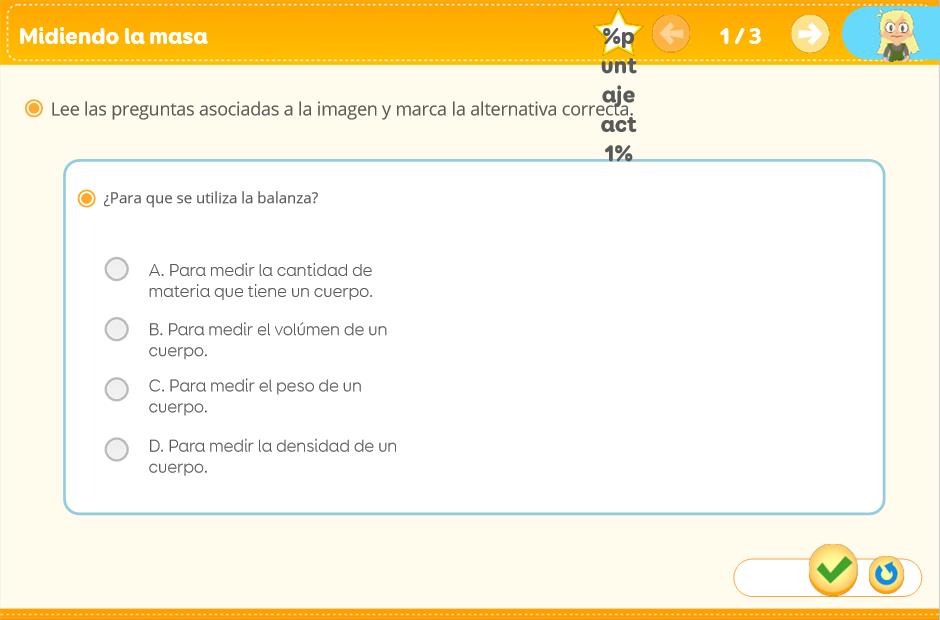 Midiendo la masa
%p
unt
aje
act
1%
1 / 3
Lee las preguntas asociadas a la imagen y marca la alternativa correcta.
¿Para que se utiliza la balanza?
A. Para medir la cantidad de
materia que tiene un cuerpo.
B. Para medir el volúmen de un
cuerpo.
C. Para medir el peso de un
cuerpo.
D. Para medir la densidad de un
cuerpo.